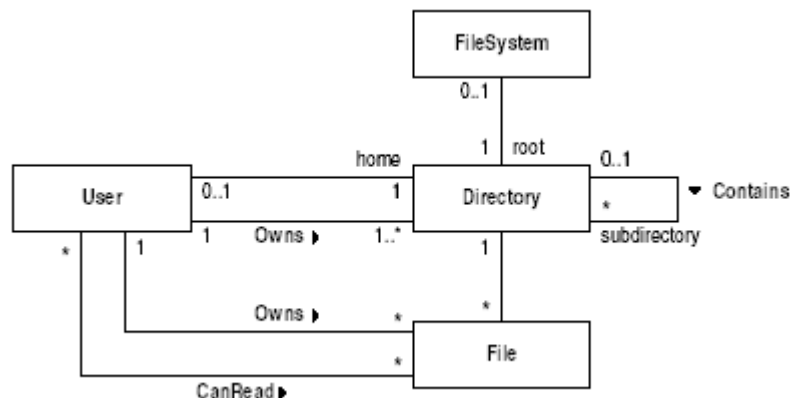 FileSystem
0..1
1 root
home 0..1
User 0..1 1 Directory ▼ Contains
*
1 Owns ▶ 1..* subdirectory
* 1 1
Owns ▶ * *
File
*
CanRead▶